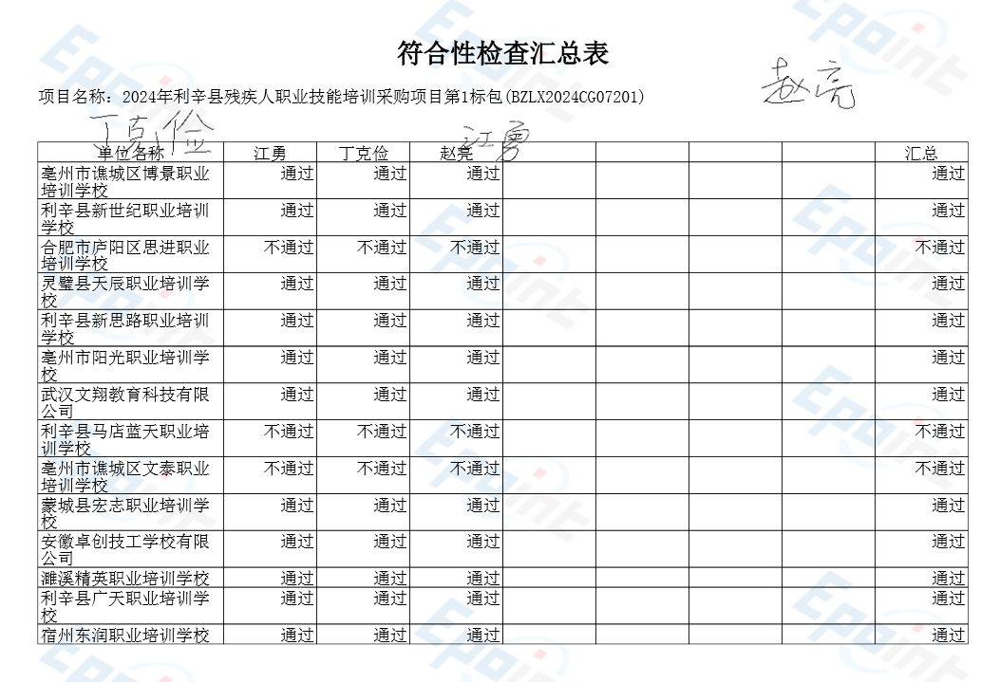 符合性检查汇总表
赵亮
项目名称：2024年利辛县残疾人职业技能培训采购项目第1标包(BZLX2024CG07201)
丁克俭
江勇
单位名称 江勇 丁克俭 赵亮 汇总
亳州市谯城区博景职业 通过 通过 通过 通过
培训学校
利辛县新世纪职业培训 通过 通过 通过 通过
学校
合肥市庐阳区思进职业 不通过 不通过 不通过 不通过
培训学校
灵璧县天辰职业培训学 通过 通过 通过 通过
校
利辛县新思路职业培训 通过 通过 通过 通过
学校
亳州市阳光职业培训学 通过 通过 通过 通过
校
武汉文翔教育科技有限 通过 通过 通过 通过
公司
利辛县马店蓝天职业培 不通过 不通过 不通过 不通过
训学校
亳州市谯城区文泰职业 不通过 不通过 不通过 不通过
培训学校
蒙城县宏志职业培训学 通过 通过 通过 通过
校
安徽卓创技工学校有限 通过 通过 通过 通过
公司
濉溪精英职业培训学校 通过 通过 通过 通过
利辛县广天职业培训学 通过 通过 通过 通过
校
宿州东润职业培训学校 通过 通过 通过 通过
Epoint
Epoint
Epoint
Epoint
Epoint
Epoint
Epoint
Epoint
Epoint
Epoint
Epoint